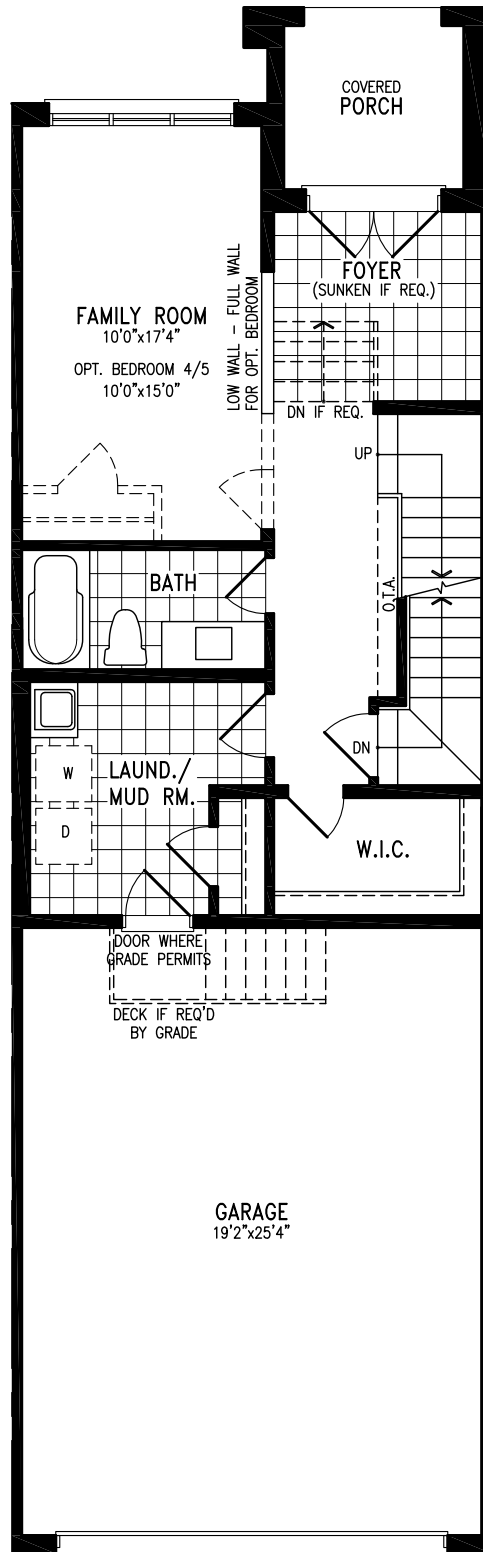 COVERED
PORCH
FOYER
(SUNKEN IF REQ.)
FAMILY ROOM
10'0"x17'4"
OPT. BEDROOM 4/5
10'0"x15'0"
LOW WALL - FULL WALL
FOR OPT. BEDROOM
DN IF REQ.
UP
O.T.A.
BATH
DN
W
LAUND./
MUD RM.
D
W.I.C.
DOOR WHERE
GRADE PERMITS
DECK IF REQ'D
BY GRADE
GARAGE
19'2"x25'4"